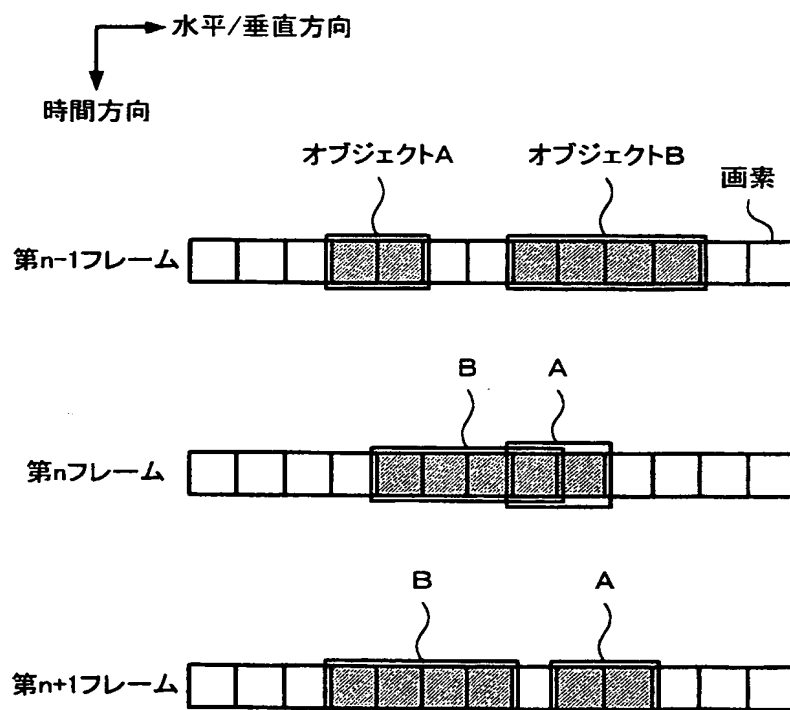 水平/垂直方向
時間方向
オブジェクトA
オブジェクトB
画素
第n-1フレーム
B
A
第nフレーム
B
A
第n+1フレーム